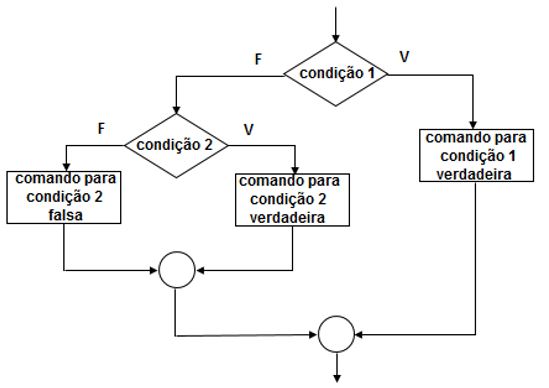 F
V
condição 1
F
V
condição 2
comando para
condição 1
verdadeira
comando para
condição 2
falsa
comando para
condição 2
verdadeira